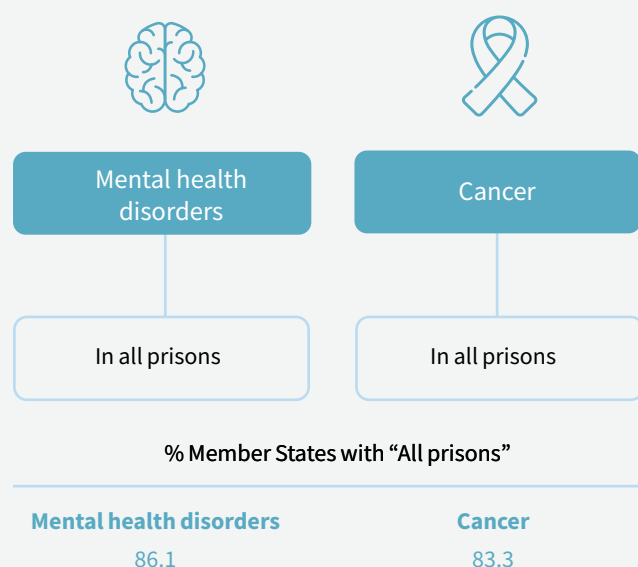 Mental health
disorders
Cancer
In all prisons
In all prisons
% Member States with “All prisons”
Mental health disorders
Cancer
86.1
83.3